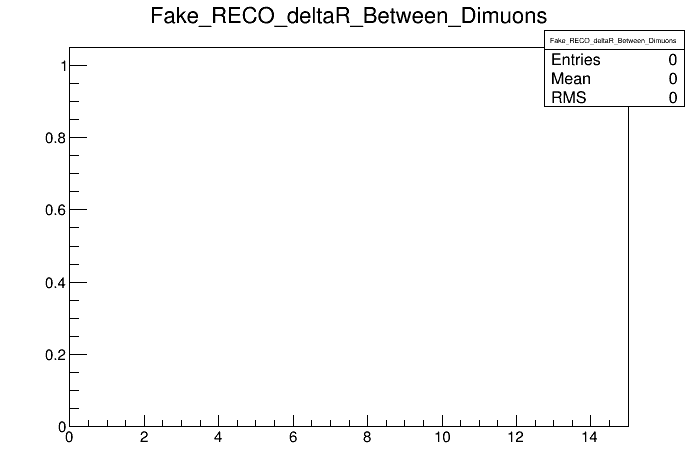 Fake_RECO_deltaR_Between_Dimuons
Fake_RECO_deltaR_Between_Dimuons
Entries 0
Mean 0
RMS 0
1
0.8
0.6
0.4
0.2
0
0 2 4 6 8 10 12 14